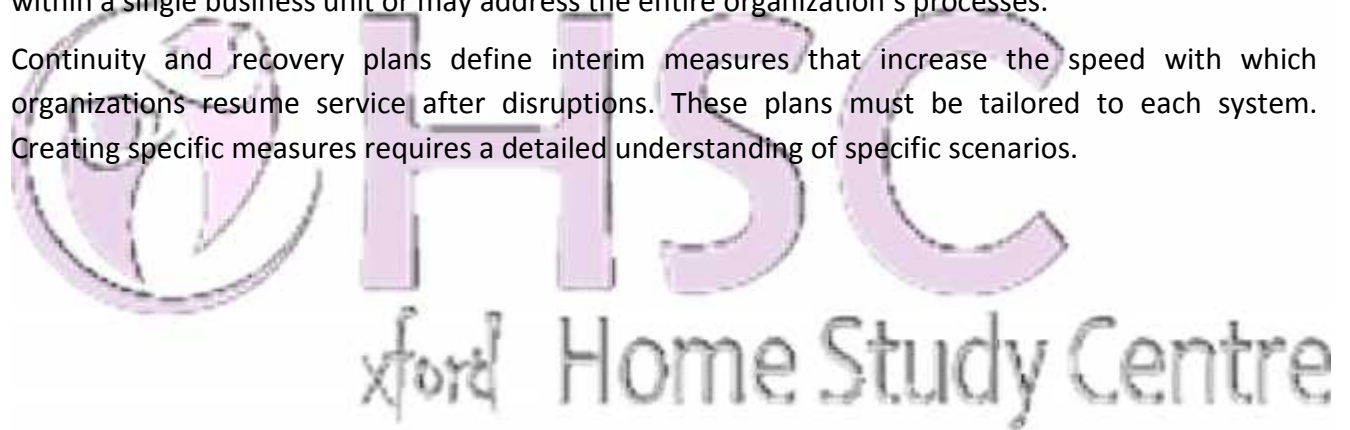 within a single business unit or may address the entire organization's processes.
Continuity and recovery plans define interim measures that increase the speed with which
organizations resume service after disruptions. These plans must be tailored to each system.
Creating specific measures requires a detailed understanding of specific scenarios.
HSC
xford Home Study Centre